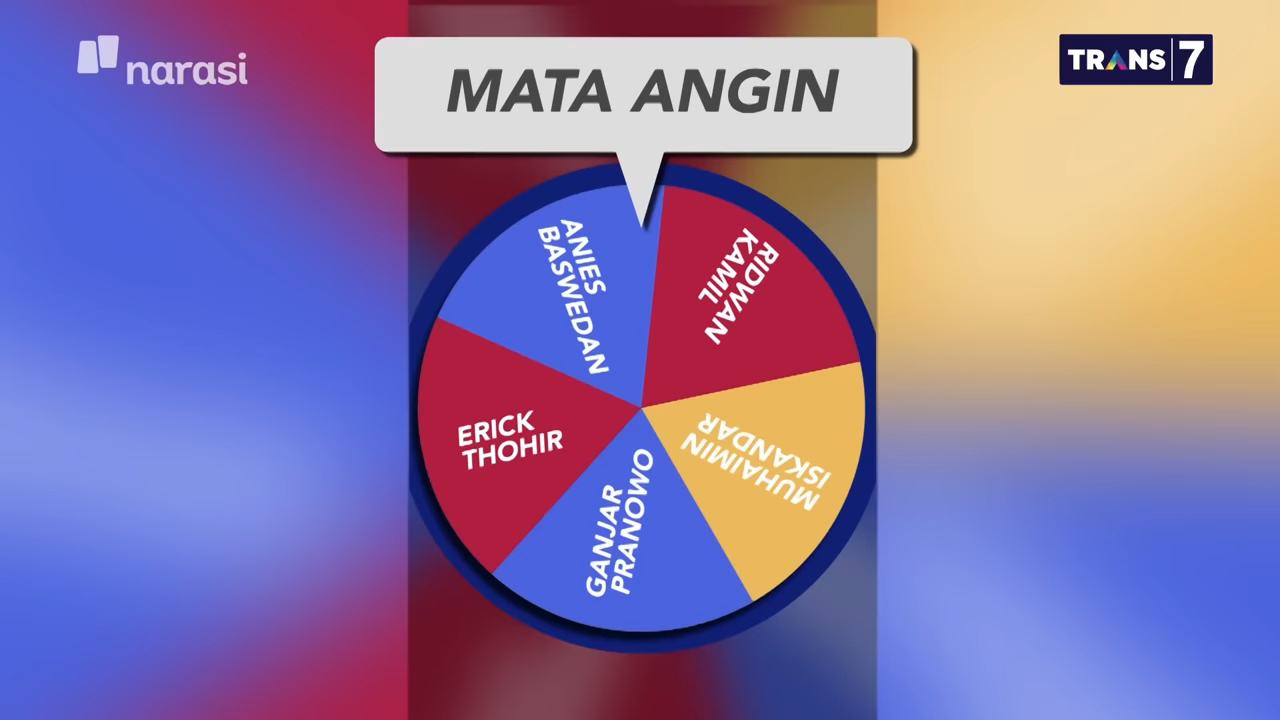 narasi
TRANS 7
MATA ANGIN
ANIES
BASWEDAN
RIDWAN
KAMIL
ERICK
THOHIR
MUHAIMIN
ISKANDAR
GANJAR
PRANOWO